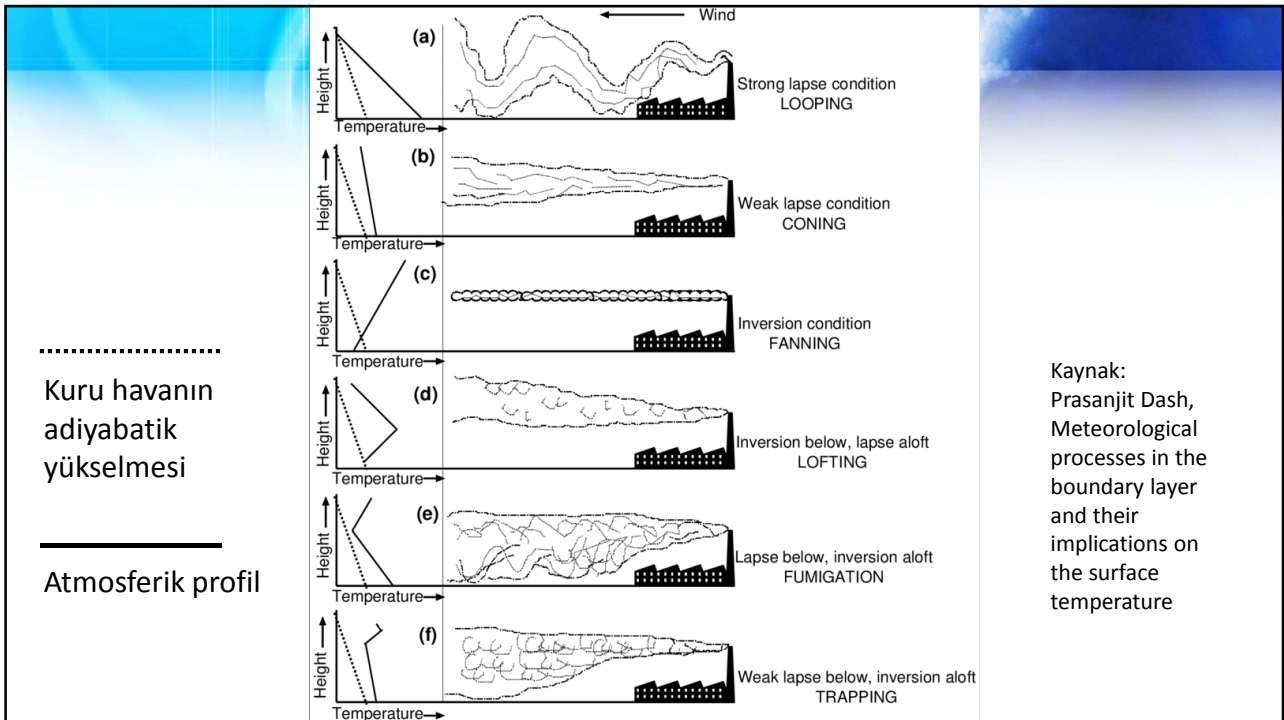 Wind
(a)
Height
Temperature
Strong lapse condition
LOOPING
(b)
Height
Temperature
Weak lapse condition
CONING
(c)
Height
Temperature
Inversion condition
FANNING
(d)
Height
Temperature
Inversion below, lapse aloft
LOFTING
(e)
Height
Temperature
Lapse below, inversion aloft
FUMIGATION
(f)
Height
Temperature
Weak lapse below, inversion aloft
TRAPPING
Kuru havanın
adiyabatik
yükselmesi
Atmosferik profil
Kaynak:
Prasanjit Dash,
Meteorological
processes in the
boundary layer
and their
implications on
the surface
temperature